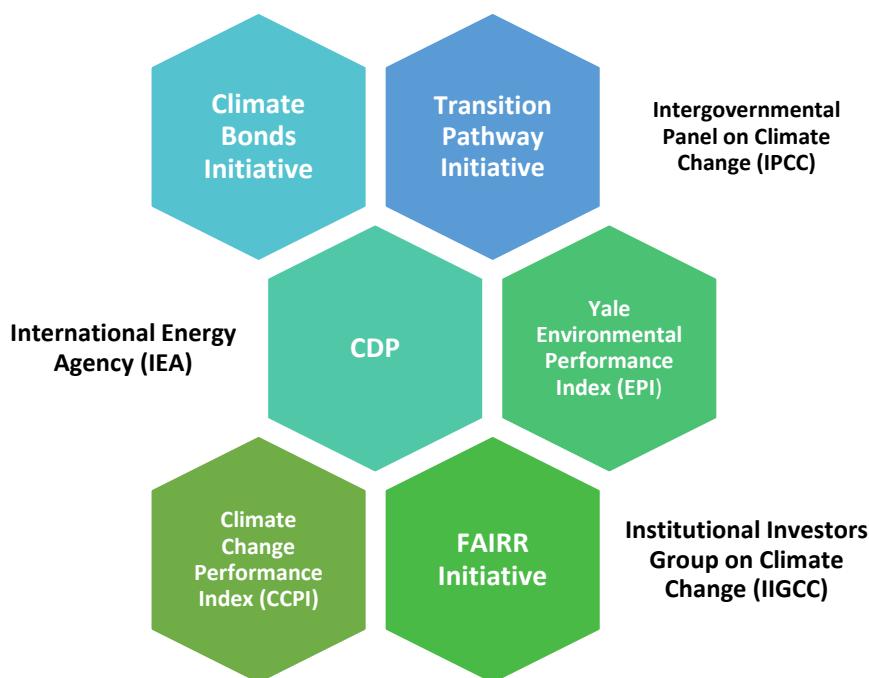 Climate
Bonds
Initiative
Transition
Pathway
Initiative
Intergovernmental
Panel on Climate
Change (IPCC)
International Energy
Agency (IEA)
CDP
Yale
Environmental
Performance
Index (EPI)
Climate
Change
Performance
Index (CCPI)
FAIRR
Initiative
Institutional Investors
Group on Climate
Change (IIGCC)